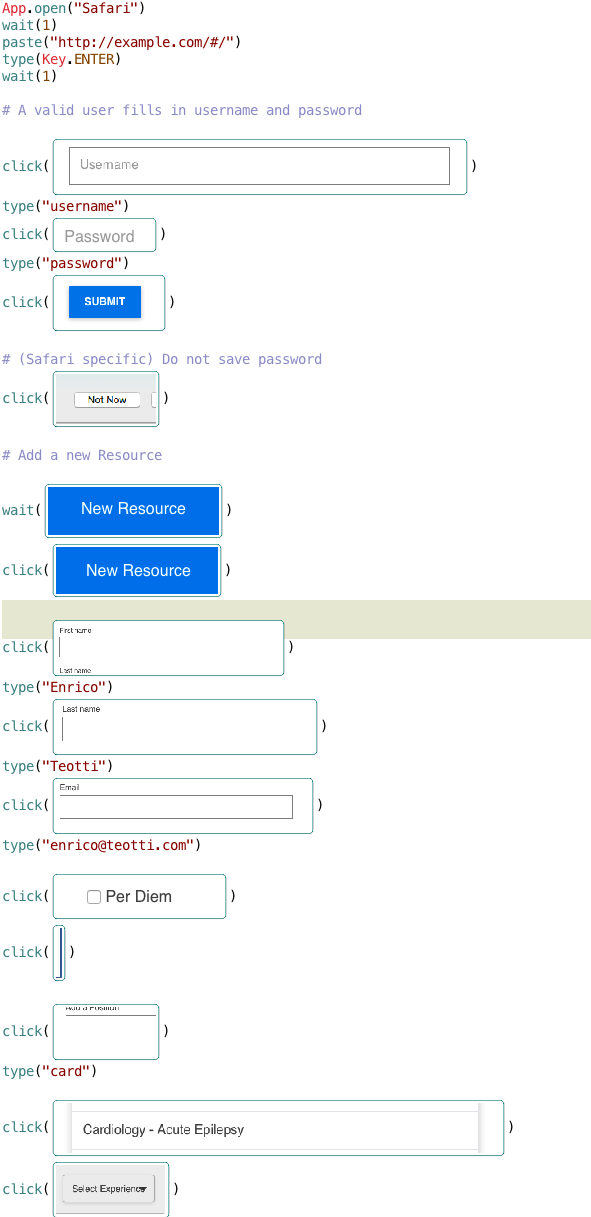 App.open("Safari")
wait(1)
paste("http://example.com/#/")
type(Key.ENTER)
wait(1)
# A valid user fills in username and password
click( Username )
type("username")
click( Password )
type("password")
click( SUBMIT )
# (Safari specific) Do not save password
click( Not Now )
# Add a new Resource
wait( New Resource )
click( New Resource )
First name
click( )
Last name
type("Enrico")
Last name
click( )
type("Teotti")
Email
click( )
type("enrico@teotti.com")
click( Per Diem )
click( )
Add a Position
click( )
type("card")
click( Cardiology - Acute Epilepsy )
click( Select Experience )